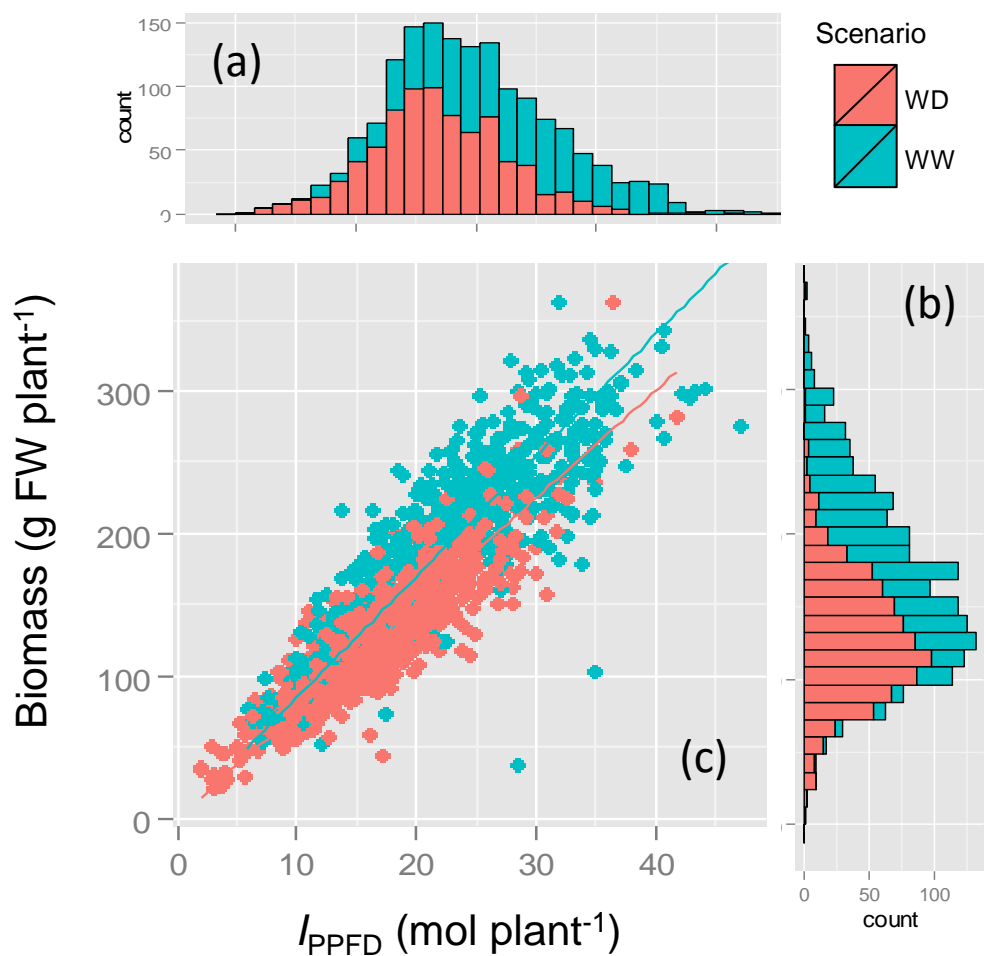 150
100
50
0
count
(a)
Scenario
WD
WW
Biomass (g FW plant-1)
300
200
100
0
(c)
0 10 20 30 40
IPPFD (mol plant-1)
(b)
0 50 100
count